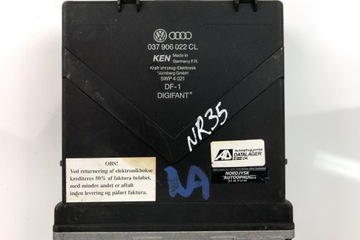 037 906 022 CL
KEN Made in
Germany F.R.
Kraft Fahrzeug-Elektronik
Nürnberg GmbH
5WP 4 021
DF-1
DIGIFANT
NR35
OBS!
Ved returnering af elektronikbokse
krediteres 50% af faktura beløbet,
med mindre andet er aftalt
inden levering og påført faktura.
DATALAGER
NORDJYSK
AUTOOPHUG